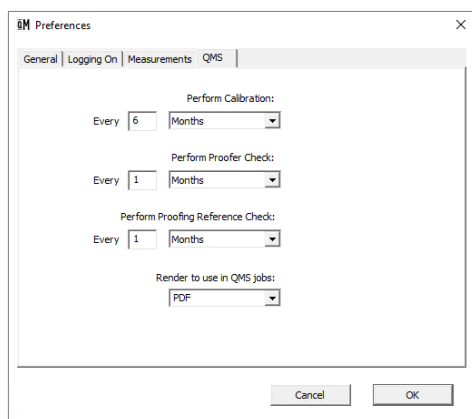 qM Preferences
General Logging On Measurements QMS
Perform Calibration:
Every 6 Months
Perform Proofer Check:
Every 1 Months
Perform Proofing Reference Check:
Every 1 Months
Render to use in QMS jobs:
PDF
Cancel OK